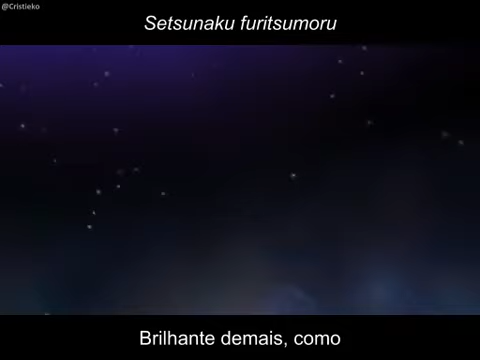 @Cristieko
Setsunaku furitsumoru
Brilhante demais, como